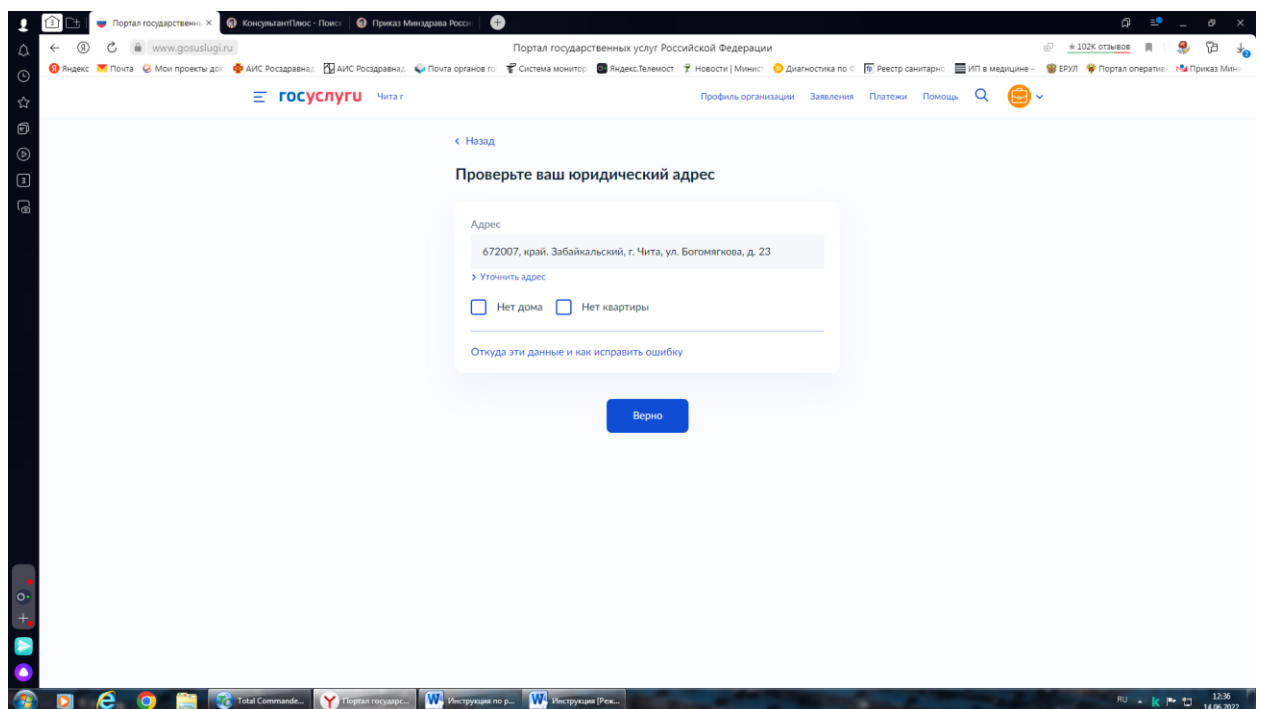 Портал государственны
КонсультантПлюс - Поиск
Приказ Минздрава Росси
www.gosuslugi.ru
Портал государственных услуг Российской Федерации
102K отзывов
Яндекс
Почта
Мои проекты док
АИС Росздравнад
АИС Росздравнад
Почта органов го
Система монитор
Яндекс.Телемост
Новости | Минист
Диагностика по
Реестр санитарно
ИП в медицине –
ЕРУЛ
Портал оператив
Приказ Мин
госуслуги
Чита г
Профиль организации
Заявления
Платежи
Помощь
Назад
Проверьте ваш юридический адрес
Адрес
672007, край. Забайкальский, г. Чита, ул. Богомягкова, д. 23
Уточнить адрес
Нет дома
Нет квартиры
Откуда эти данные и как исправить ошибку
Верно
Total Commande...
Портал государс...
Инструкция по р...
Инструкция [Реж...
RU
12:36
14.06.2022